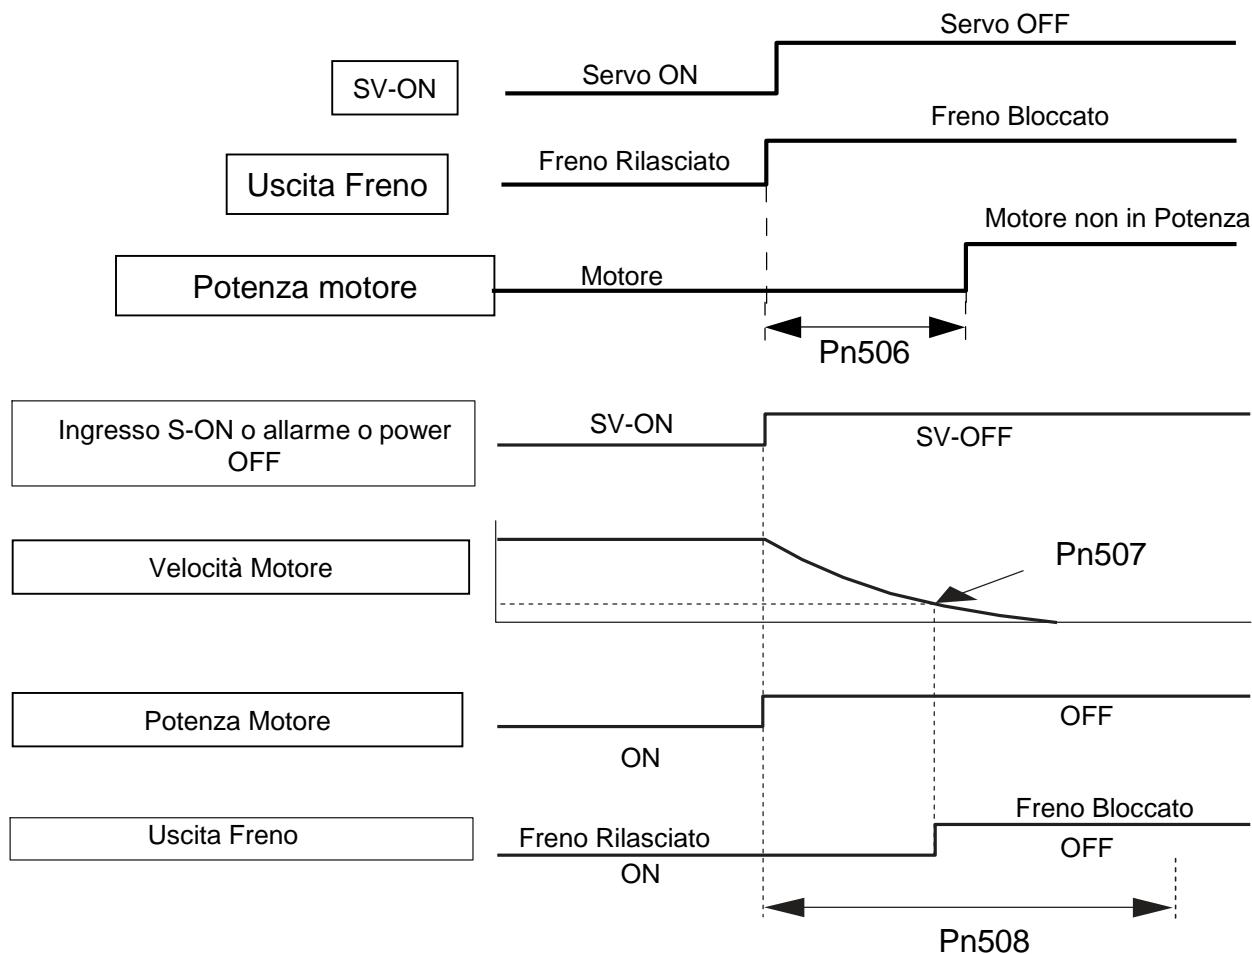 Servo OFF
Servo ON
SV-ON
Freno Bloccato
Freno Rilasciato
Uscita Freno
Motore non in Potenza
Motore
Potenza motore
Pn506
Ingresso S-ON o allarme o power
OFF
SV-ON
SV-OFF
Velocità Motore
Pn507
Potenza Motore
ON
OFF
Uscita Freno
Freno Rilasciato
ON
Freno Bloccato
OFF
Pn508